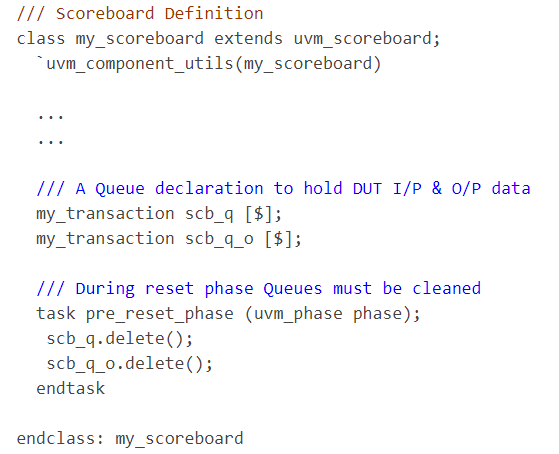 /// Scoreboard Definition
class my_scoreboard extends uvm_scoreboard;
  `uvm_component_utils(my_scoreboard)

  ...
  ...

  /// A Queue declaration to hold DUT I/P & O/P data
  my_transaction scb_q [$];
  my_transaction scb_q_o [$];

  /// During reset phase Queues must be cleaned
  task pre_reset_phase (uvm_phase phase);
   scb_q.delete();
   scb_q_o.delete();
  endtask

endclass: my_scoreboard